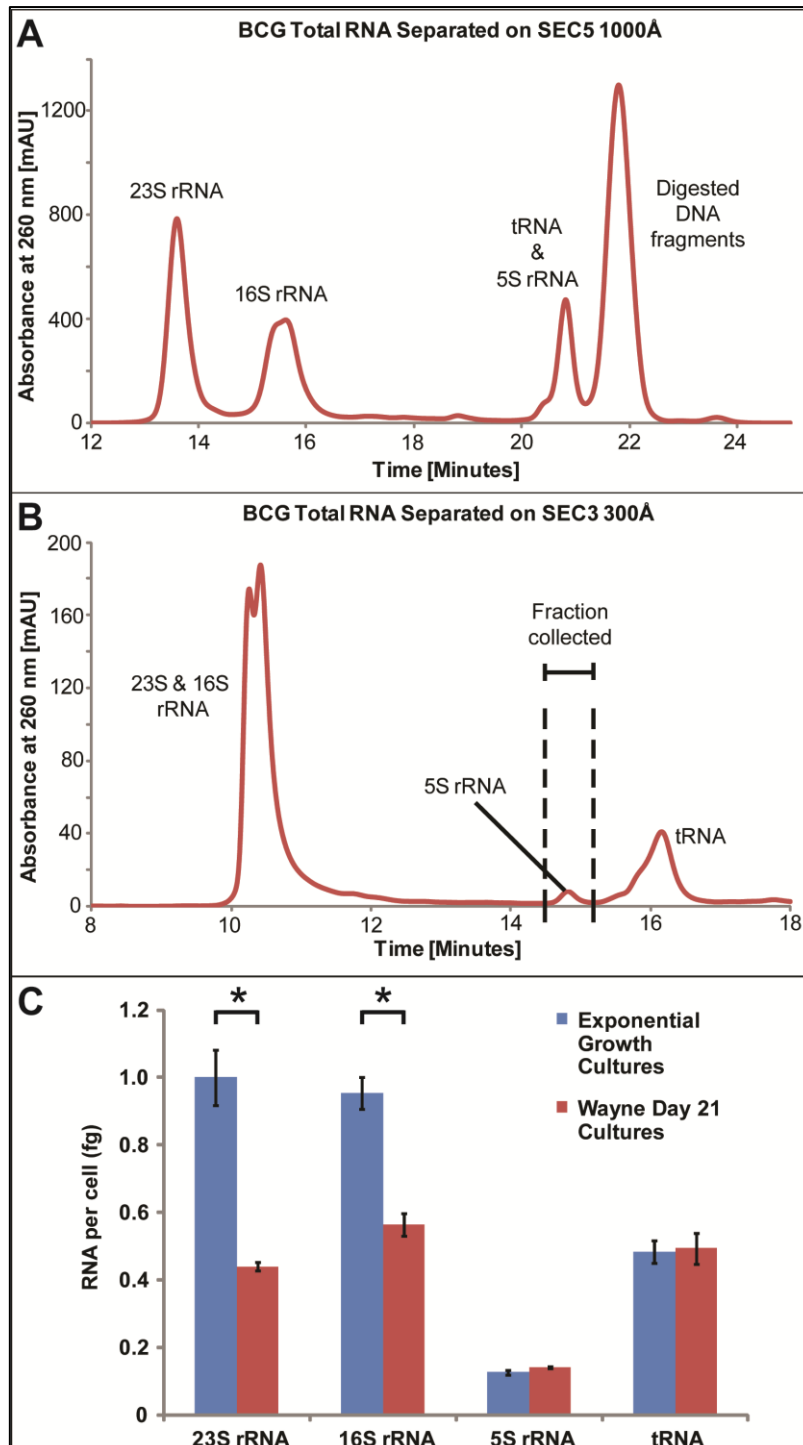 A
BCG Total RNA Separated on SEC5 1000Å
Absorbance at 260 nm [mAU]
1200
800
400
0
23S rRNA
16S rRNA
tRNA
&
5S rRNA
Digested
DNA
fragments
12 14 16 18 20 22 24
Time [Minutes]
B
BCG Total RNA Separated on SEC3 300Å
Absorbance at 260 nm [mAU]
200
160
120
80
40
0
23S & 16S
rRNA
Fraction
collected
5S rRNA
tRNA
8 10 12 14 16 18
Time [Minutes]
C
RNA per cell (fg)
1.2
1.0
0.8
0.6
0.4
0.2
0
*
*
Exponential
Growth
Cultures
Wayne Day 21
Cultures
23S rRNA 16S rRNA 5S rRNA tRNA